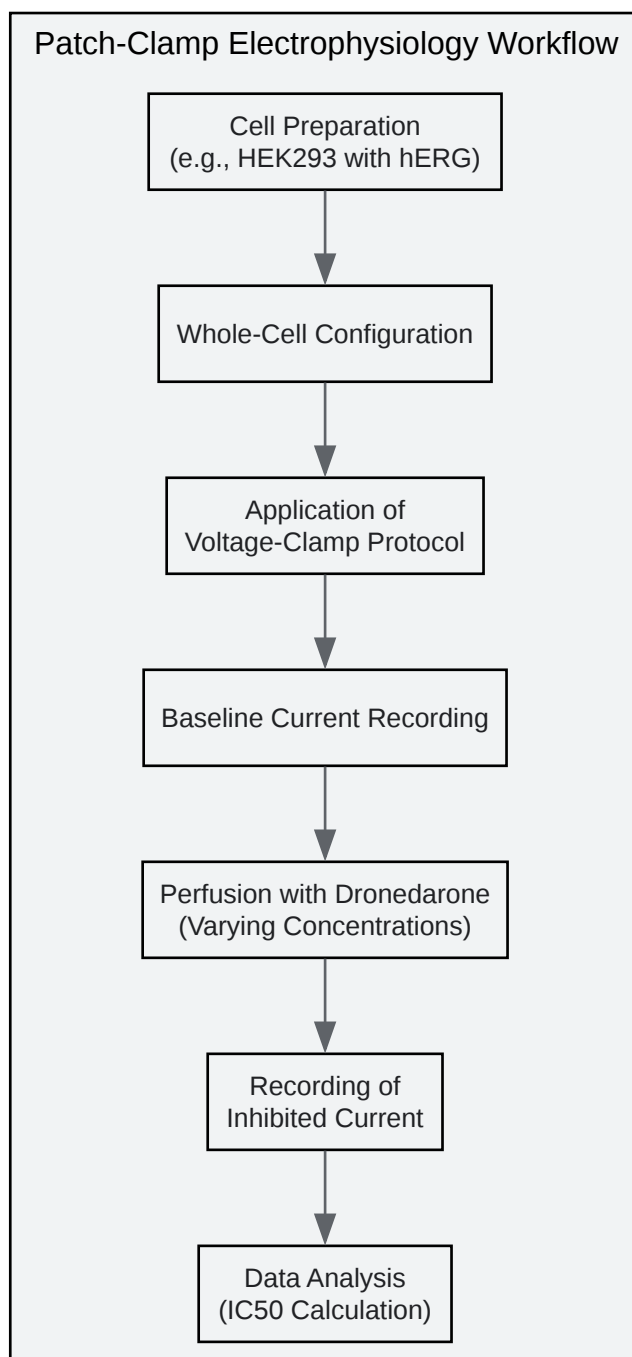 Patch-Clamp Electrophysiology Workflow
Cell Preparation
(e.g., HEK293 with hERG)
Whole-Cell Configuration
Application of
Voltage-Clamp Protocol
Baseline Current Recording
Perfusion with Dronedarone
(Varying Concentrations)
Recording of
Inhibited Current
Data Analysis
(IC50 Calculation)